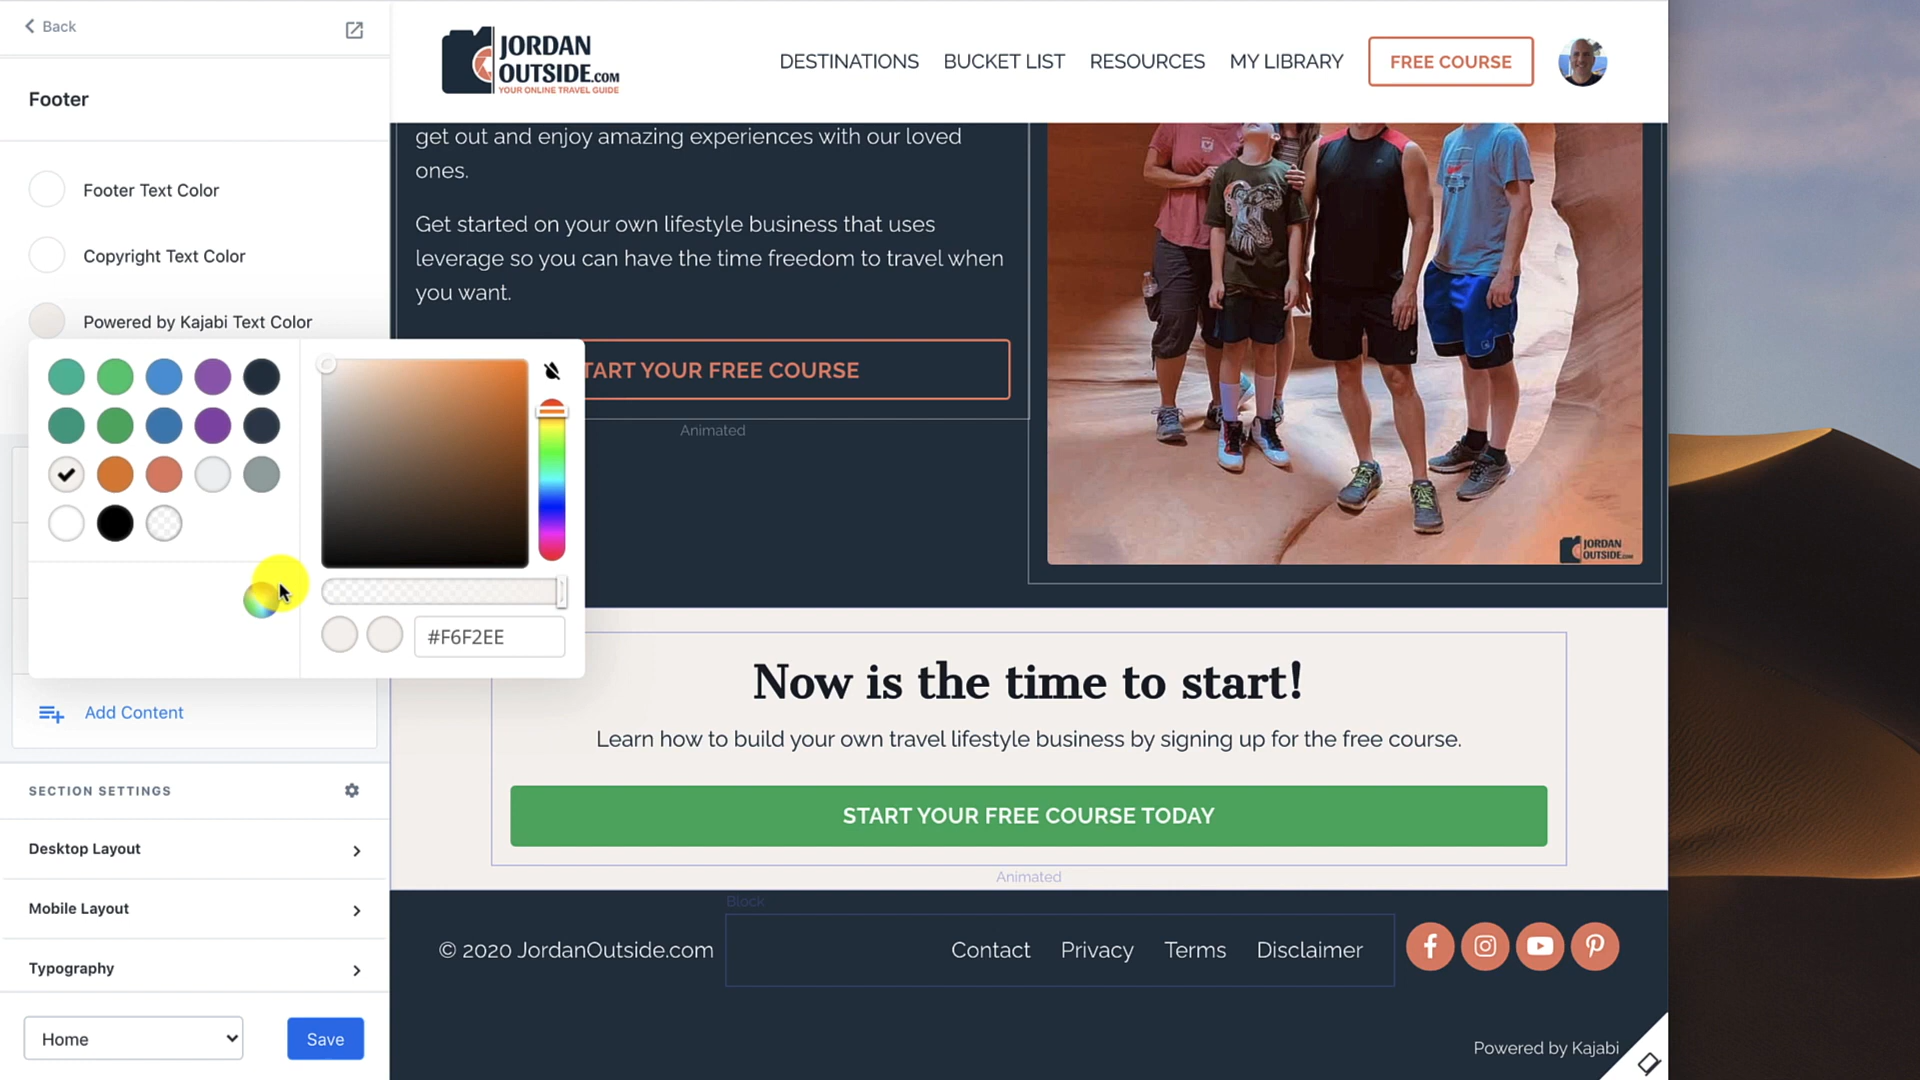 Back
Footer
Footer Text Color
Copyright Text Color
Powered by Kajabi Text Color
#F6F2EE
Add Content
SECTION SETTINGS
Desktop Layout
Mobile Layout
Typography
Home
Save
JORDAN
OUTSIDE.COM
YOUR ONLINE TRAVEL GUIDE
DESTINATIONS
BUCKET LIST
RESOURCES
MY LIBRARY
FREE COURSE
get out and enjoy amazing experiences with our loved
ones.
Get started on your own lifestyle business that uses
leverage so you can have the time freedom to travel when
you want.
TART YOUR FREE COURSE
Animated
JORDAN
OUTSIDE.COM
Now is the time to start!
Learn how to build your own travel lifestyle business by signing up for the free course.
START YOUR FREE COURSE TODAY
Animated
Block
© 2020 JordanOutside.com
Contact
Privacy
Terms
Disclaimer
Powered by Kajabi